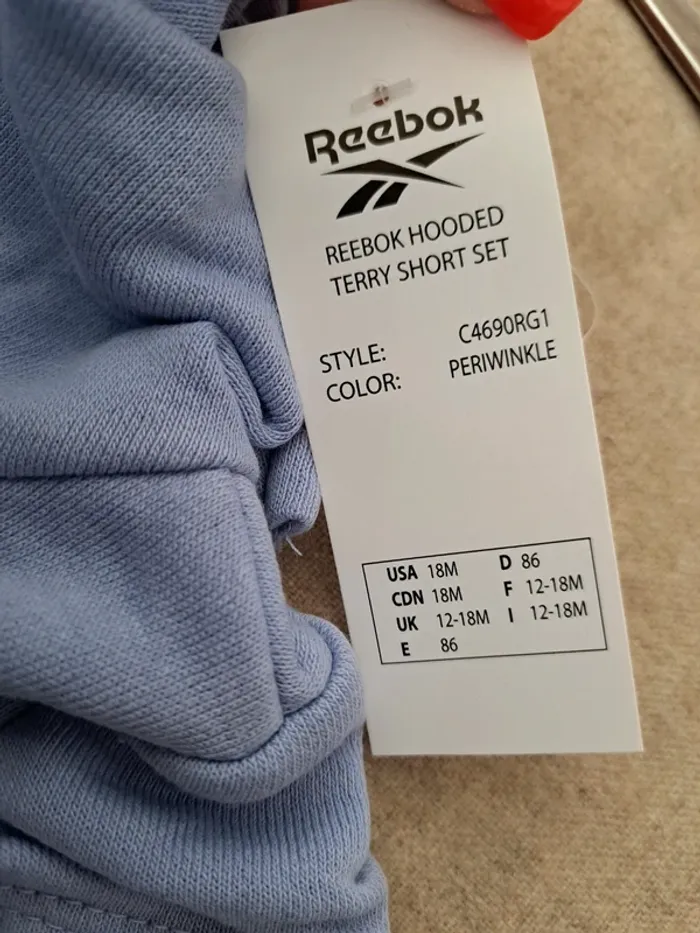 Reebok
REEBOK HOODED
TERRY SHORT SET
STYLE: C4690RG1
COLOR: PERIWINKLE
USA 18M D 86
CDN 18M F 12-18M
UK 12-18M I 12-18M
E 86